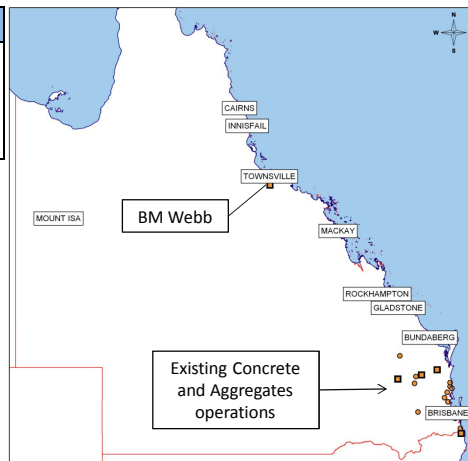 N
W E
S
CAIRNS
INNISFAIL
TOWNSVILLE
MOUNT ISA
BM Webb
MACKAY
ROCKHAMPTON
GLADSTONE
BUNDABERG
Existing Concrete
and Aggregates
operations
BRISBANE